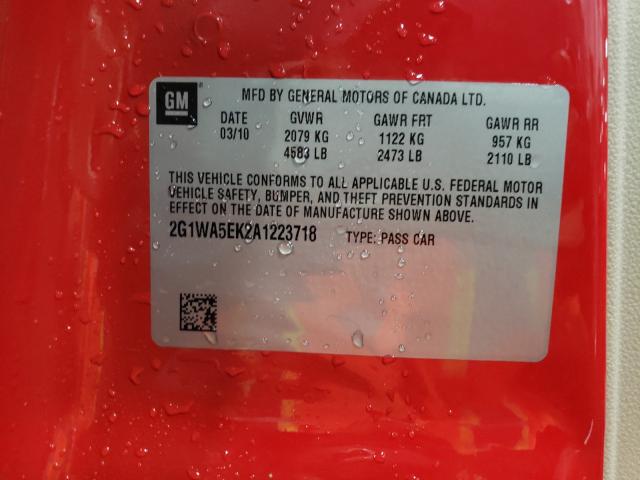 GM
MFD BY GENERAL MOTORS OF CANADA LTD.
DATE GVWR GAWR FRT GAWR RR
03/10 2079 KG 1122 KG 957 KG
4583 LB 2473 LB 2110 LB
THIS VEHICLE CONFORMS TO ALL APPLICABLE U.S. FEDERAL MOTOR
VEHICLE SAFETY, BUMPER, AND THEFT PREVENTION STANDARDS IN
EFFECT ON THE DATE OF MANUFACTURE SHOWN ABOVE.
2G1WA5EK2A1223718 TYPE: PASS CAR